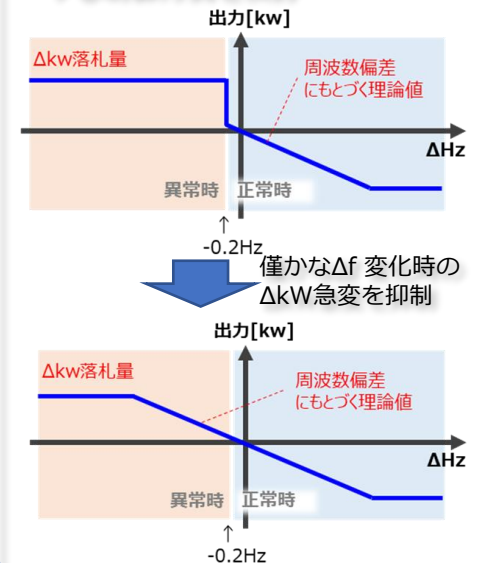 出力[kw]
Δkw落札量
周波数偏差
にもとづく理論値
ΔHz
異常時
正常時
↑
-0.2Hz
僅かなΔf 変化時の
ΔkW急変を抑制
出力[kw]
Δkw落札量
周波数偏差
にもとづく理論値
ΔHz
異常時
正常時
↑
-0.2Hz